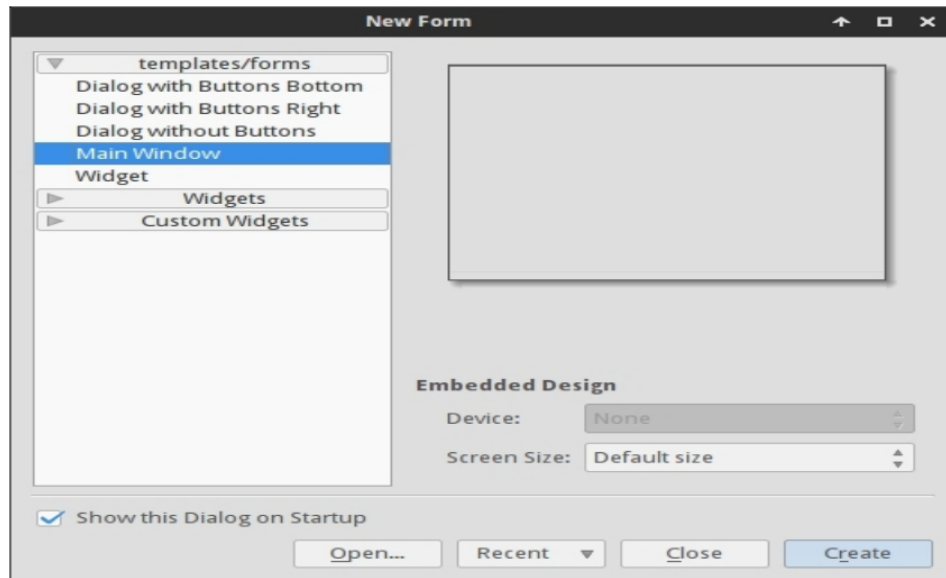 New Form
templates/forms
Dialog with Buttons Bottom
Dialog with Buttons Right
Dialog without Buttons
Main Window
Widget
Widgets
Custom Widgets
Embedded Design
Device: None
Screen Size: Default size
Show this Dialog on Startup
Open... Recent Close Create